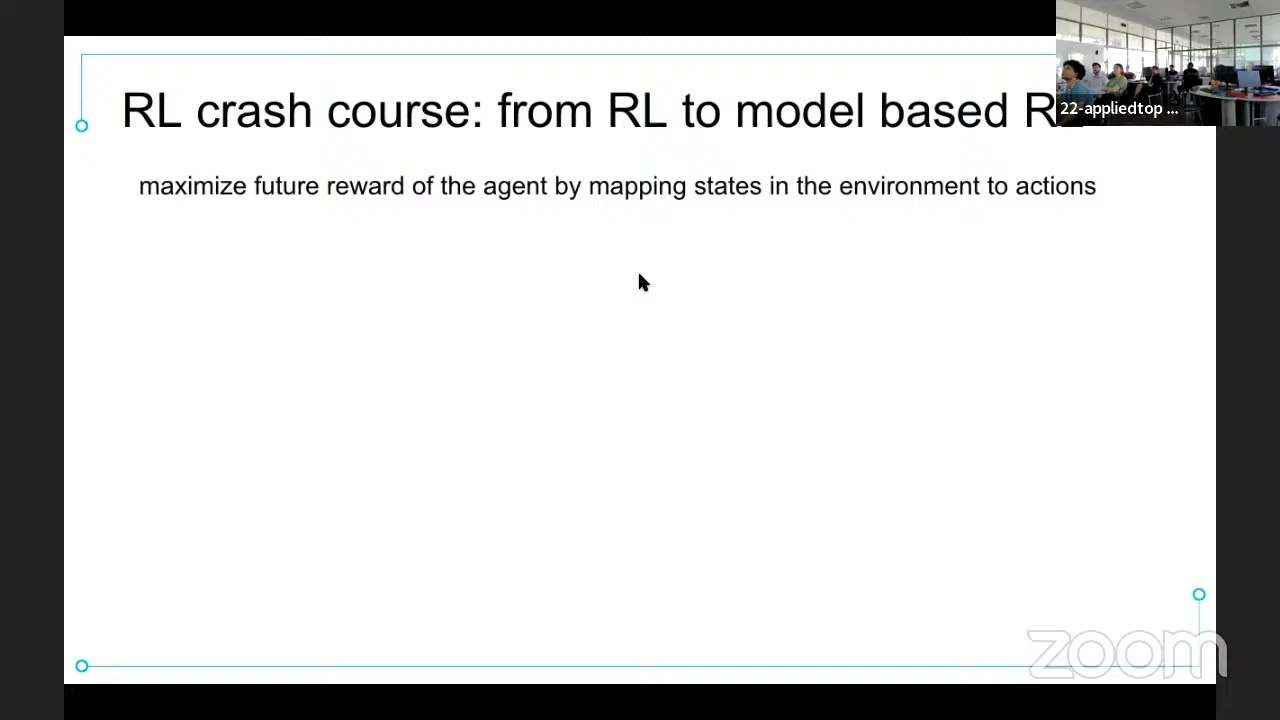 RL crash course: from RL to model based R
22-appliedtop ...
maximize future reward of the agent by mapping states in the environment to actions
zoom